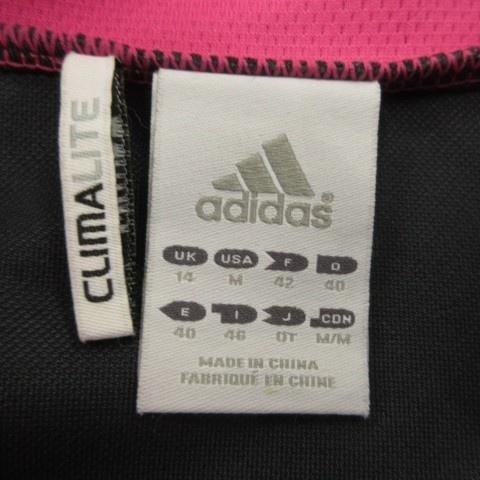 CLIMALITE
adidas®
UK USA F D
14 M 42 40
E I J CDN
40 46 OT M/M
MADE IN CHINA
FABRIQUÉ EN CHINE